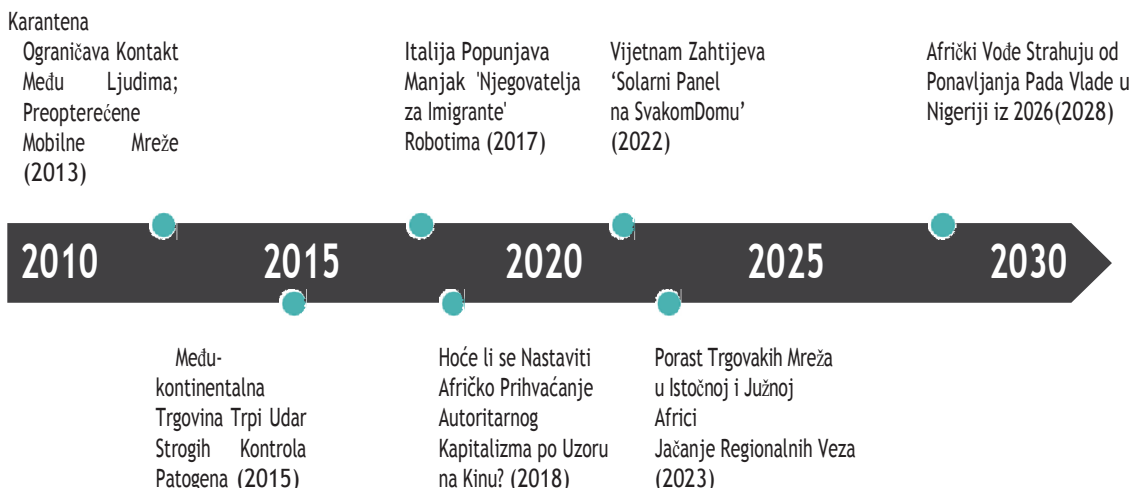 Karantena
Ograničava Kontakt
Među Ljudima;
Preopterećene
Mobilne Mreže
(2013)
Italija Popunjava
Manjak 'Njegovatelja
za Imigrante'
Robotima (2017)
Vijetnam Zahtijeva
‘Solarni Panel
na SvakomDomu’
(2022)
Afrički Vođe Strahuju od
Ponavljanja Pada Vlade u
Nigeriji iz 2026(2028)
2010
2015
2020
2025
2030
Među-
kontinentalna
Trgovina Trpi Udar
Strogih Kontrola
Patogena (2015)
Hoće li se Nastaviti
Afričko Prihvaćanje
Autoritarnog
Kapitalizma po Uzoru
na Kinu? (2018)
Porast Trgovakih Mreža
u Istočnoj i Južnoj
Africi
Jačanje Regionalnih Veza
(2023)